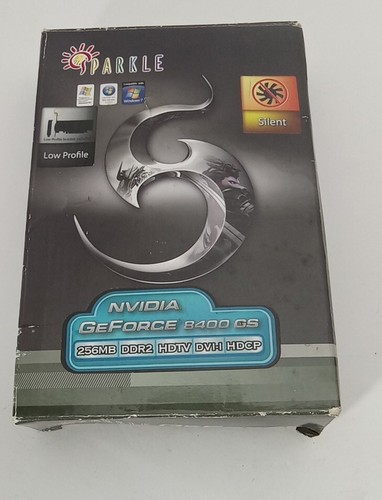 SPARKLE
Silent
Low Profile
NVIDIA
GEFORCE 8400 GS
256MB DDR2 HDTV DVI-I HDCP